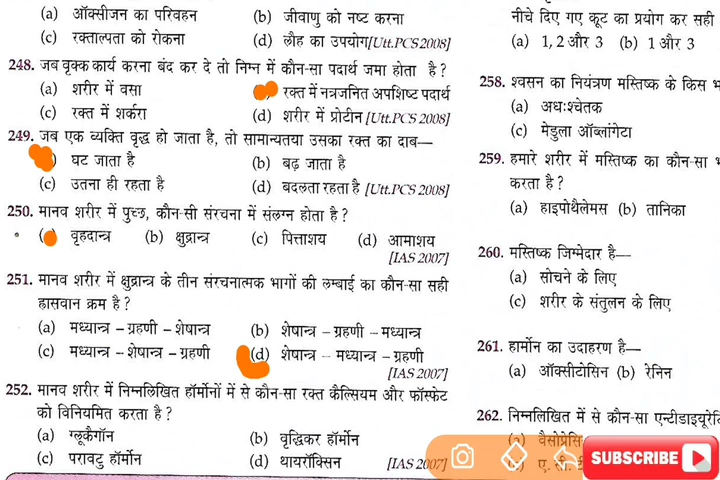 (a) ऑक्सीजन का परिवहन (b) जीवाणु को नष्ट करना
(c) रक्ताल्पता को रोकना (d) लौह का उपयोग [Utt.PCS 2008]
248. जब वृक्क कार्य करना बंद कर दे तो निम्न में कौन-सा पदार्थ जमा होता है ?
(a) शरीर में वसा रक्त में नत्रजनित अपशिष्ट पदार्थ
(c) रक्त में शर्करा (d) शरीर में प्रोटीन [Utt.PCS 2008]
249. जब एक व्यक्ति वृद्ध हो जाता है, तो सामान्यतया उसका रक्त का दाब—
) घट जाता है (b) बढ़ जाता है
(c) उतना ही रहता है (d) बदलता रहता है [Utt.PCS 2008]
250. मानव शरीर में पुच्छ, कौन-सी संरचना में संलग्न होता है ?
( वृहदान्त्र (b) क्षुद्रान्त्र (c) पित्ताशय (d) आमाशय
[IAS 2007]
251. मानव शरीर में क्षुद्रान्त्र के तीन संरचनात्मक भागों की लम्बाई का कौन-सा सही
ह्रासवान क्रम है ?
(a) मध्यान्त्र – ग्रहणी – शेषान्त्र (b) शेषान्त्र – ग्रहणी – मध्यान्त्र
(c) मध्यान्त्र – शेषान्त्र – ग्रहणी (d) शेषान्त्र – मध्यान्त्र – ग्रहणी
[IAS 2007]
252. मानव शरीर में निम्नलिखित हॉर्मोनों में से कौन-सा रक्त कैल्सियम और फॉस्फेट
को विनियमित करता है ?
(a) ग्लूकैगॉन (b) वृद्धिकर हॉर्मोन
(c) परावटु हॉर्मोन (d) थायरॉक्सिन [IAS 2007]
नीचे दिए गए कूट का प्रयोग कर सही
(a) 1, 2 और 3 (b) 1 और 3
258. श्वसन का नियंत्रण मस्तिष्क के किस
(a) अधःश्चेतक
(c) मेडुला ऑब्लांगेटा
259. हमारे शरीर में मस्तिष्क का कौन-सा
करता है ?
(a) हाइपोथैलेमस (b) तानिका
260. मस्तिष्क जिम्मेदार है—
(a) सोचने के लिए
(c) शरीर के संतुलन के लिए
261. हार्मोन का उदाहरण है—
(a) ऑक्सीटोसिन (b) रेनिन
262. निम्नलिखित में से कौन-सा
वैसोप्रेसि
ए. सी.
SUBSCRIBE